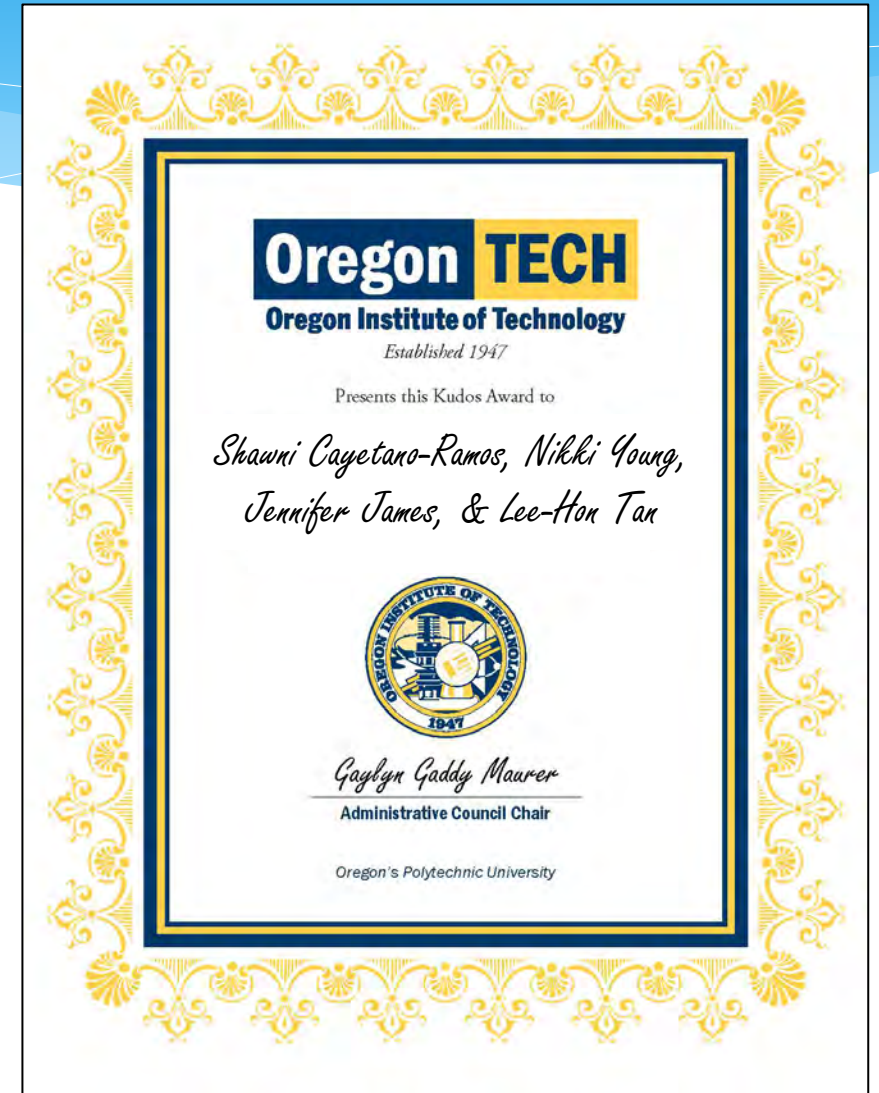 Oregon TECH
Oregon Institute of Technology
Established 1947
Presents this Kudos Award to
Shawni Cayetano-Ramos, Nikki Young,
Jennifer James, & Lee-Hon Tan
OREGON INSTITUTE OF TECHNOLOGY
1947
Gaylyn Gaddy Maurer
Administrative Council Chair
Oregon's Polytechnic University